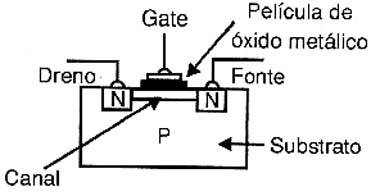 Gate
Película de
óxido metálico
Dreno
Fonte
N
N
P
Substrato
Canal